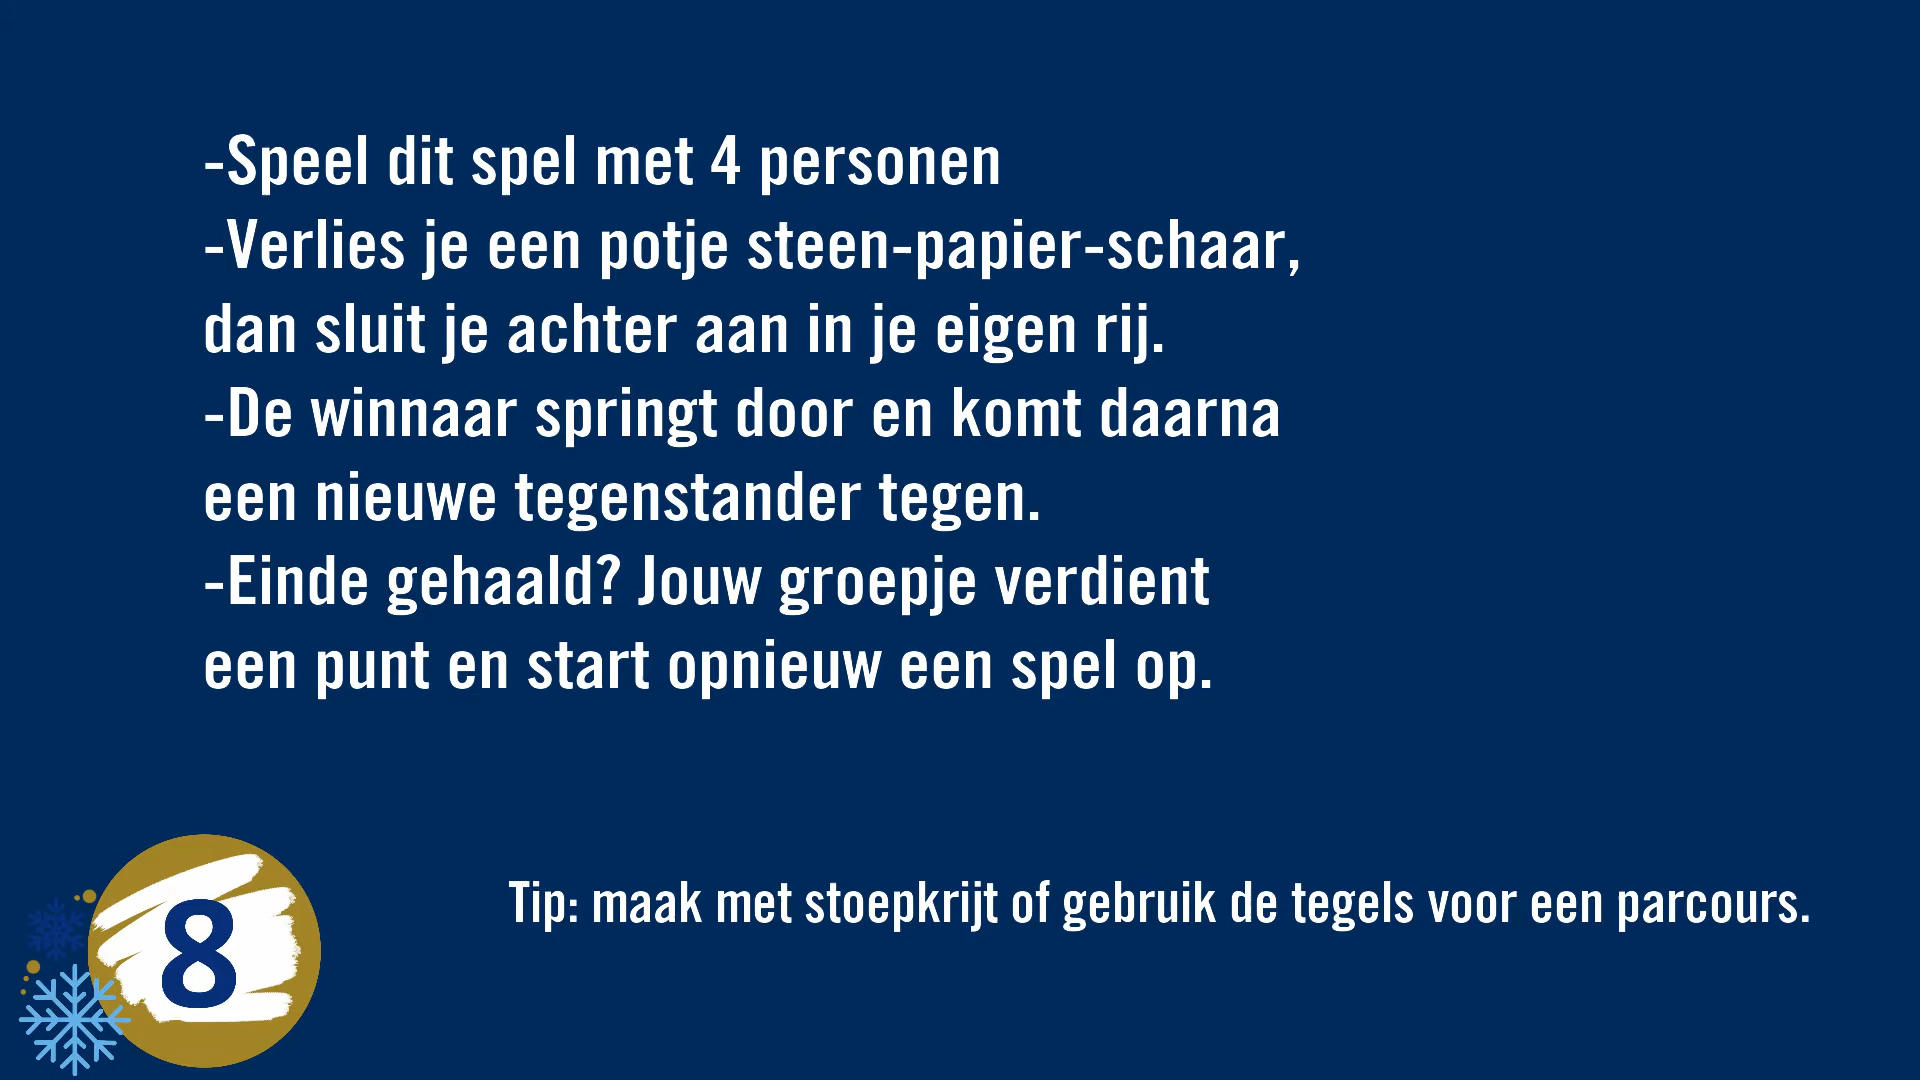 -Speel dit spel met 4 personen
-Verlies je een potje steen-papier-schaar,
dan sluit je achter aan in je eigen rij.
-De winnaar springt door en komt daarna
een nieuwe tegenstander tegen.
-Einde gehaald? Jouw groepje verdient
een punt en start opnieuw een spel op.
Tip: maak met stoepkrijt of gebruik de tegels voor een parcours.
8